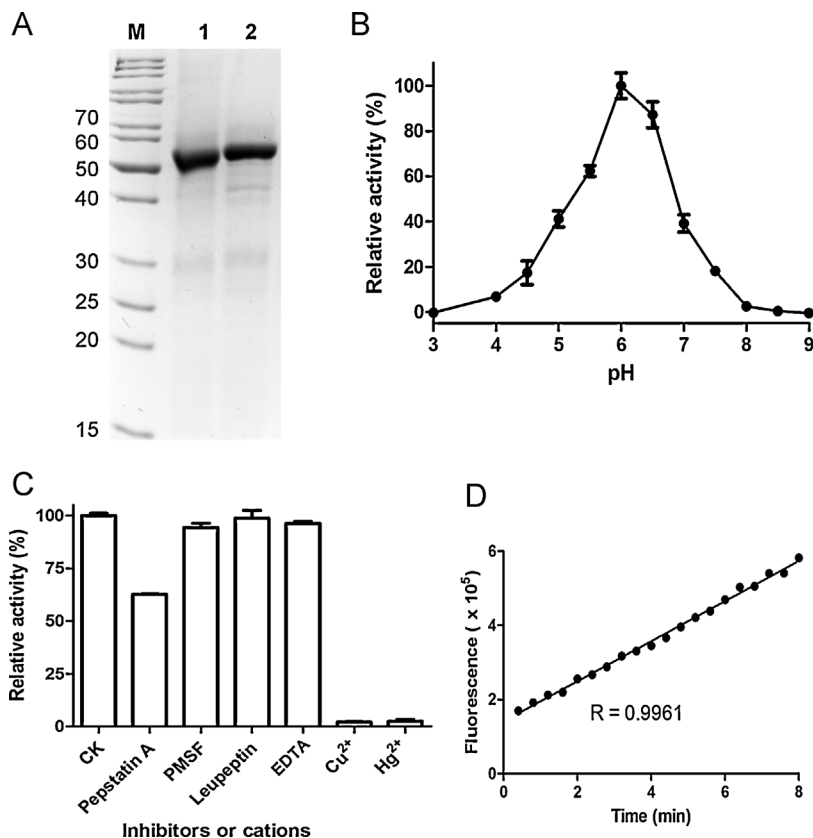 A
M 1 2
70
60
50
40
30
25
20
15
B
Relative activity (%)
100
80
60
40
20
0
3 4 5 6 7 8 9
pH
C
Relative activity (%)
100
75
50
25
0
CK
Pepstatin A
PMSF
Leupeptin
EDTA
Cu²⁺
Hg²⁺
Inhibitors or cations
D
Fluorescence ( x 10⁵)
6
4
2
0
R = 0.9961
0 2 4 6 8
Time (min)